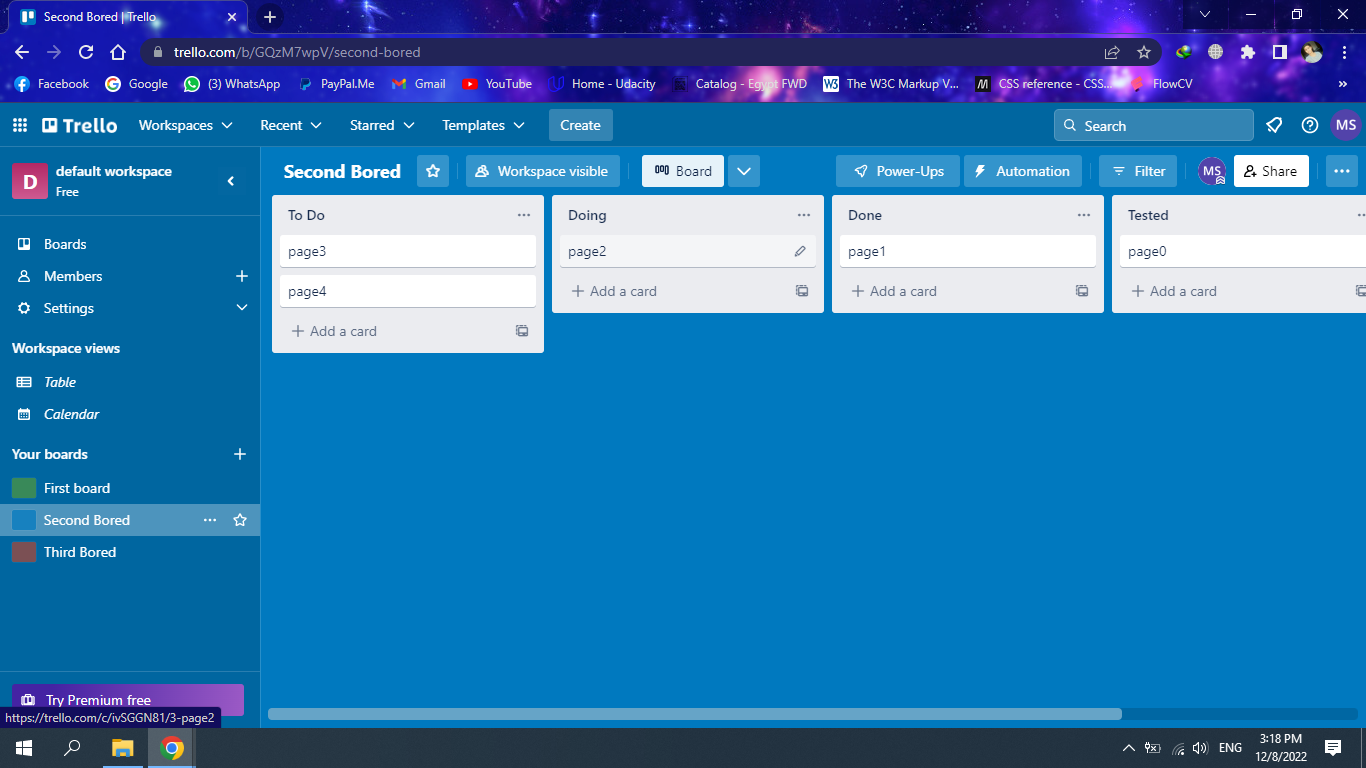 Second Bored | Trello
trello.com/b/GQzM7wpV/second-bored
Facebook Google (3) WhatsApp PayPal.Me Gmail YouTube Home - Udacity Catalog - Egypt FWD The W3C Markup V... CSS reference - CSS... FlowCV »
Trello Workspaces Recent Starred Templates Create Search MS
D default workspace
Free
Second Bored Workspace visible Board Power-Ups Automation Filter MS Share
Boards
Members
Settings
Workspace views
Table
Calendar
Your boards
First board
Second Bored
Third Bored
Try Premium free
https://trello.com/c/ivSGGN81/3-page2
To Do
page3
page4
Add a card
Doing
page2
Add a card
Done
page1
Add a card
Tested
page0
Add a card
ENG
3:18 PM
12/8/2022